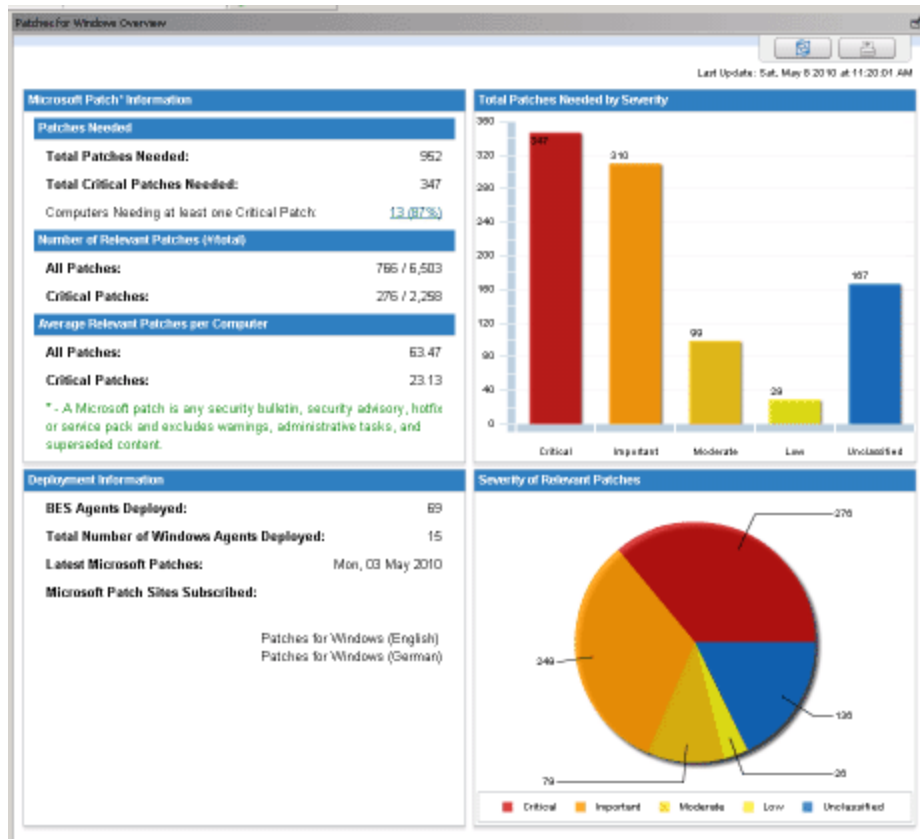 Patches for Windows Overview
Last Update: Sat, May 8 2010 at 11:20:01 AM
Microsoft Patch* Information
Patches Needed
Total Patches Needed: 952
Total Critical Patches Needed: 347
Computers Needing at least one Critical Patch: 13 (87%)
Number of Relevant Patches (#/total)
All Patches: 766 / 6,503
Critical Patches: 276 / 2,258
Average Relevant Patches per Computer
All Patches: 63.47
Critical Patches: 23.13
* - A Microsoft patch is any security bulletin, security advisory, hotfix
or service pack and excludes warnings, administrative tasks, and
superseded content.
Total Patches Needed by Severity
360
320
280
240
200
160
120
80
40
0
347
310
99
29
167
Critical Important Moderate Low Unclassified
Deployment Information
BES Agents Deployed: 69
Total Number of Windows Agents Deployed: 15
Latest Microsoft Patches: Mon, 03 May 2010
Microsoft Patch Sites Subscribed:
Patches for Windows (English)
Patches for Windows (German)
Severity of Relevant Patches
276
249
136
79
26
Critical Important Moderate Low Unclassified